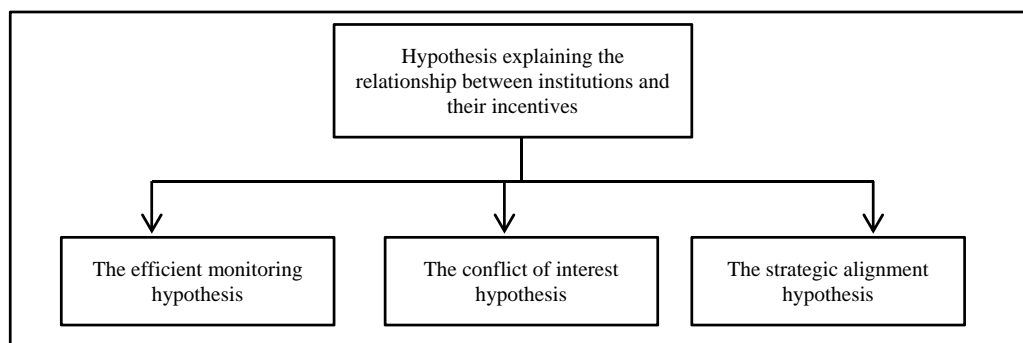 Hypothesis explaining the
relationship between institutions and
their incentives
The efficient monitoring
hypothesis
The conflict of interest
hypothesis
The strategic alignment
hypothesis